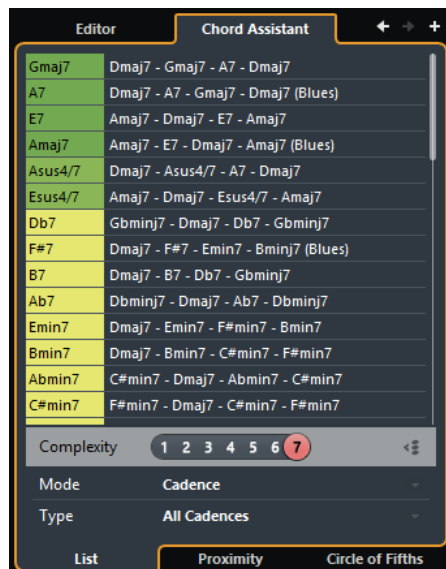 Editor Chord Assistant
Gmaj7 Dmaj7 - Gmaj7 - A7 - Dmaj7
A7 Dmaj7 - A7 - Gmaj7 - Dmaj7 (Blues)
E7 Amaj7 - Dmaj7 - E7 - Amaj7
Amaj7 Amaj7 - E7 - Dmaj7 - Amaj7 (Blues)
Asus4/7 Dmaj7 - Asus4/7 - A7 - Dmaj7
Esus4/7 Amaj7 - Dmaj7 - Esus4/7 - Amaj7
Db7 Gbminj7 - Dmaj7 - Db7 - Gbminj7
F#7 Dmaj7 - F#7 - Emin7 - Bminj7 (Blues)
B7 Dmaj7 - B7 - Db7 - Gbminj7
Ab7 Dbminj7 - Dmaj7 - Ab7 - Dbminj7
Emin7 Dmaj7 - Emin7 - F#min7 - Bmin7
Bmin7 Dmaj7 - Bmin7 - C#min7 - F#min7
Abmin7 C#min7 - Dmaj7 - Abmin7 - C#min7
C#min7 F#min7 - Dmaj7 - C#min7 - F#min7
Complexity 1 2 3 4 5 6 7
Mode Cadence
Type All Cadences
List Proximity Circle of Fifths